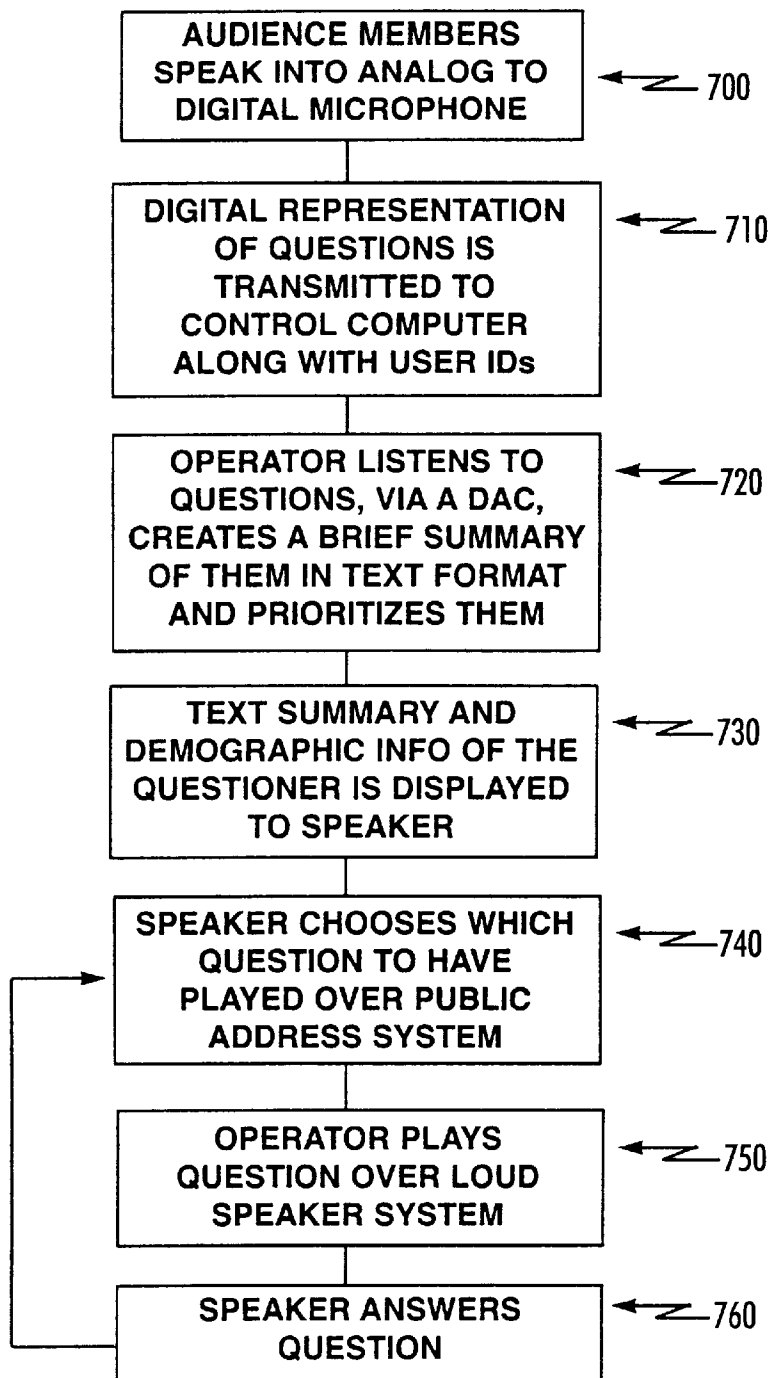 AUDIENCE MEMBERS
SPEAK INTO ANALOG TO
DIGITAL MICROPHONE
700
DIGITAL REPRESENTATION
OF QUESTIONS IS
TRANSMITTED TO
CONTROL COMPUTER
ALONG WITH USER IDs
710
OPERATOR LISTENS TO
QUESTIONS, VIA A DAC,
CREATES A BRIEF SUMMARY
OF THEM IN TEXT FORMAT
AND PRIORITIZES THEM
720
TEXT SUMMARY AND
DEMOGRAPHIC INFO OF THE
QUESTIONER IS DISPLAYED
TO SPEAKER
730
SPEAKER CHOOSES WHICH
QUESTION TO HAVE
PLAYED OVER PUBLIC
ADDRESS SYSTEM
740
OPERATOR PLAYS
QUESTION OVER LOUD
SPEAKER SYSTEM
750
SPEAKER ANSWERS
QUESTION
760